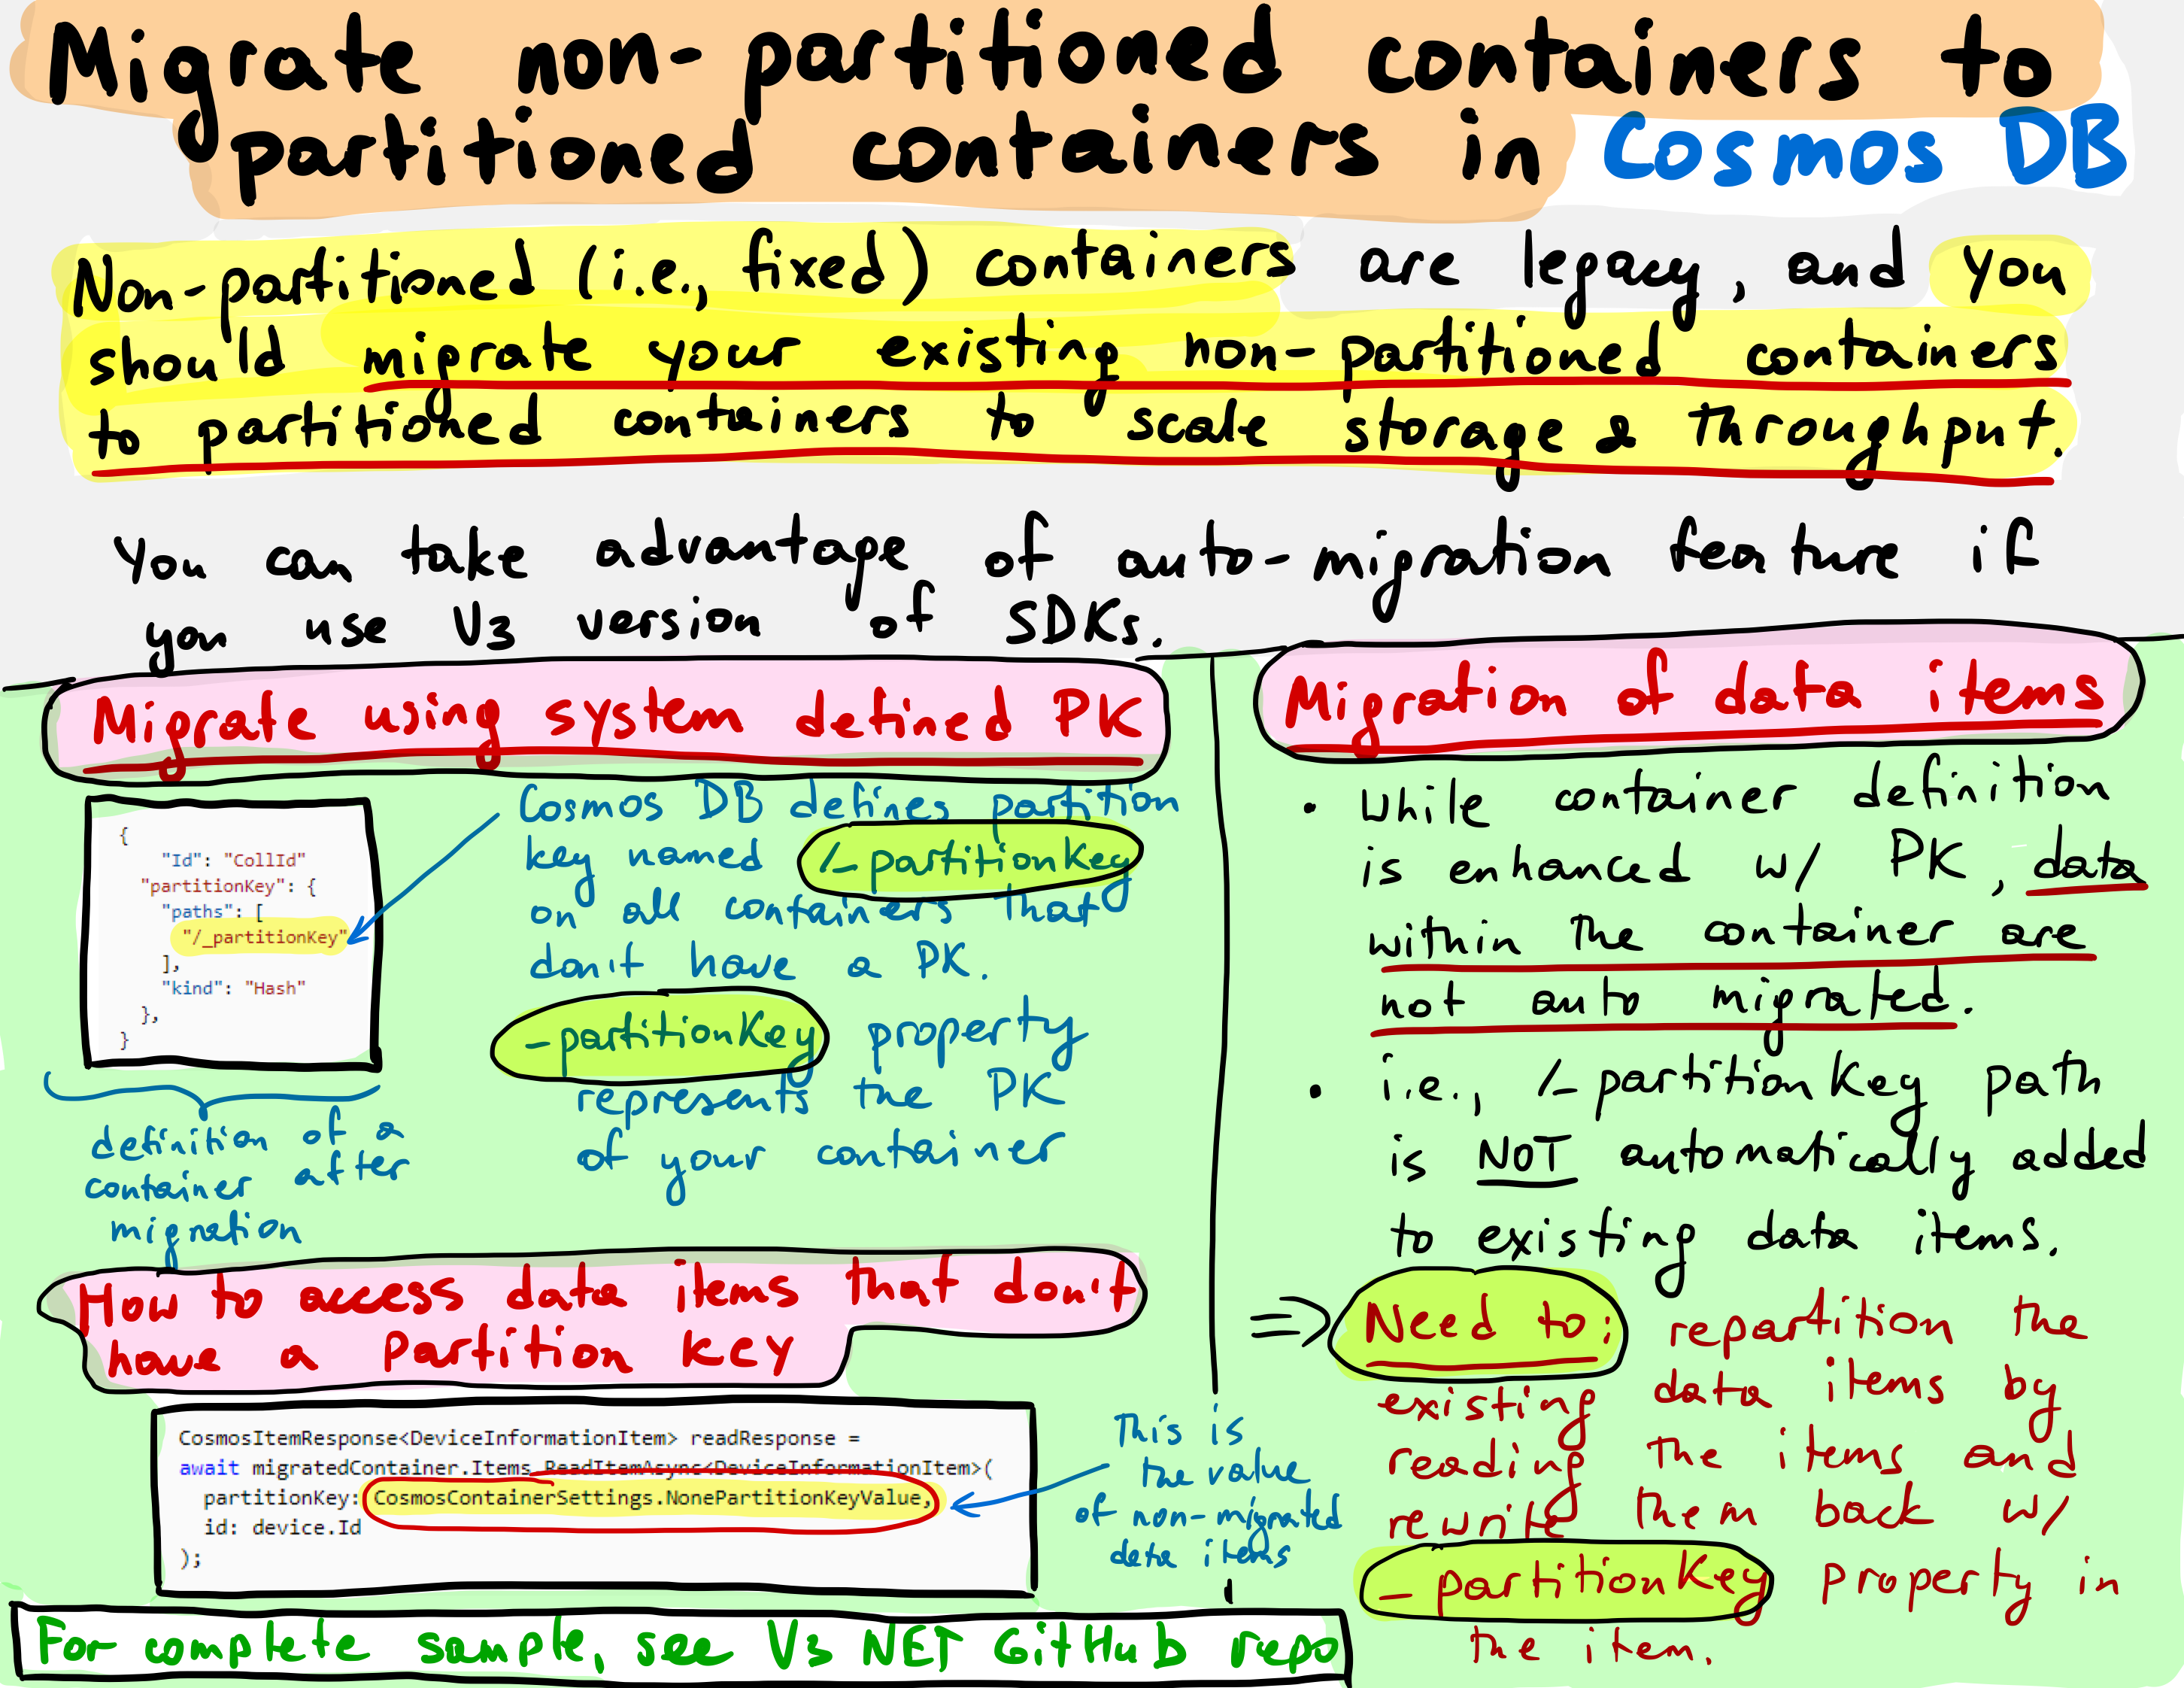 Migrate non-partitioned containers to
partitioned containers in Cosmos DB
Non-partitioned (i.e., fixed) containers are legacy, and you
should migrate your existing non-partitioned containers
to partitioned containers to scale storage & throughput.
You can take advantage of auto-migration feature if
you use V3 version of SDKs.
Migrate using system defined PK
{
"Id": "CollId"
"partitionKey": {
"paths": [
"/_partitionKey"
],
"kind": "Hash"
},
}
definition of a
container after
migration
Cosmos DB defines partition
key named /_partitionKey
on all containers that
don't have a PK.
_partitionKey property
represents the PK
of your container
How to access data items that don't
have a Partition key
CosmosItemResponse<DeviceInformationItem> readResponse =
await migratedContainer.Items.ReadItemAsync<DeviceInformationItem>(
partitionKey: CosmosContainerSettings.NonePartitionKeyValue,
id: device.Id
);
This is
the value
of non-migrated
data items
For complete sample, see V3 NET GitHub repo
Migration of data items
• While container definition
is enhanced w/ PK, data
within the container are
not auto migrated.
• i.e., /_partitionKey path
is NOT automatically added
to existing data items.
=> Need to: repartition the
existing data items by
reading the items and
rewrite them back w/
_partitionKey property in
the item.